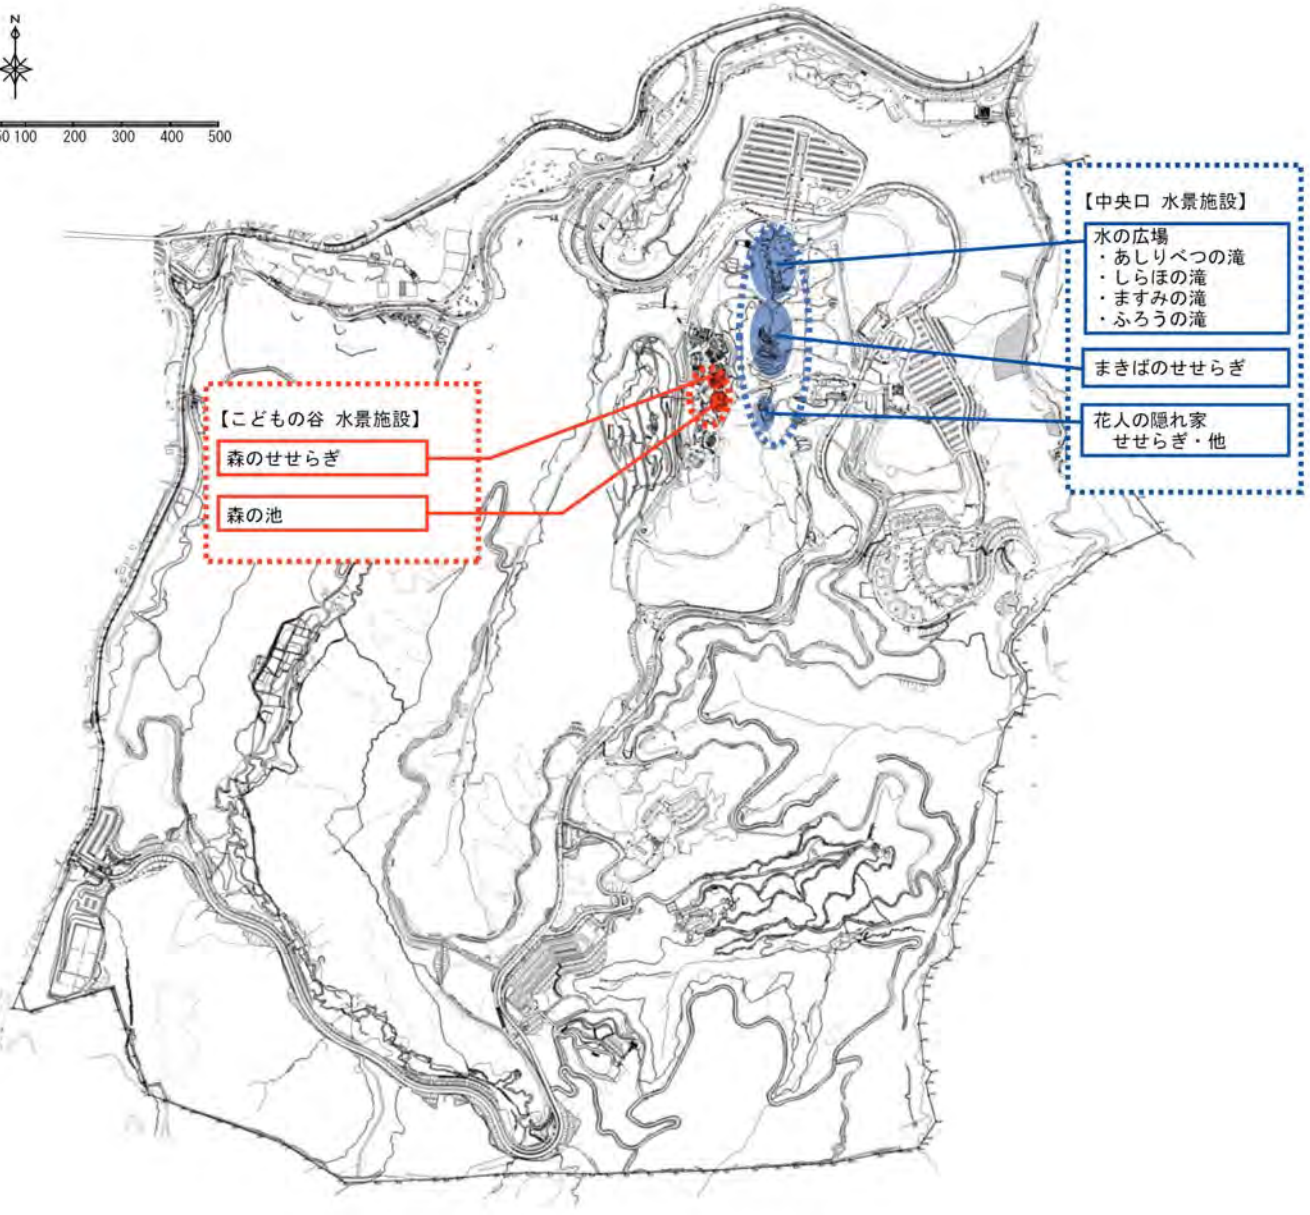 N
50 100 200 300 400 500
【中央口 水景施設】
水の広場
・あしりべつの滝
・しらほの滝
・ますみの滝
・ふろうの滝
まきばのせせらぎ
花人の隠れ家
せせらぎ・他
【こどもの谷 水景施設】
森のせせらぎ
森の池